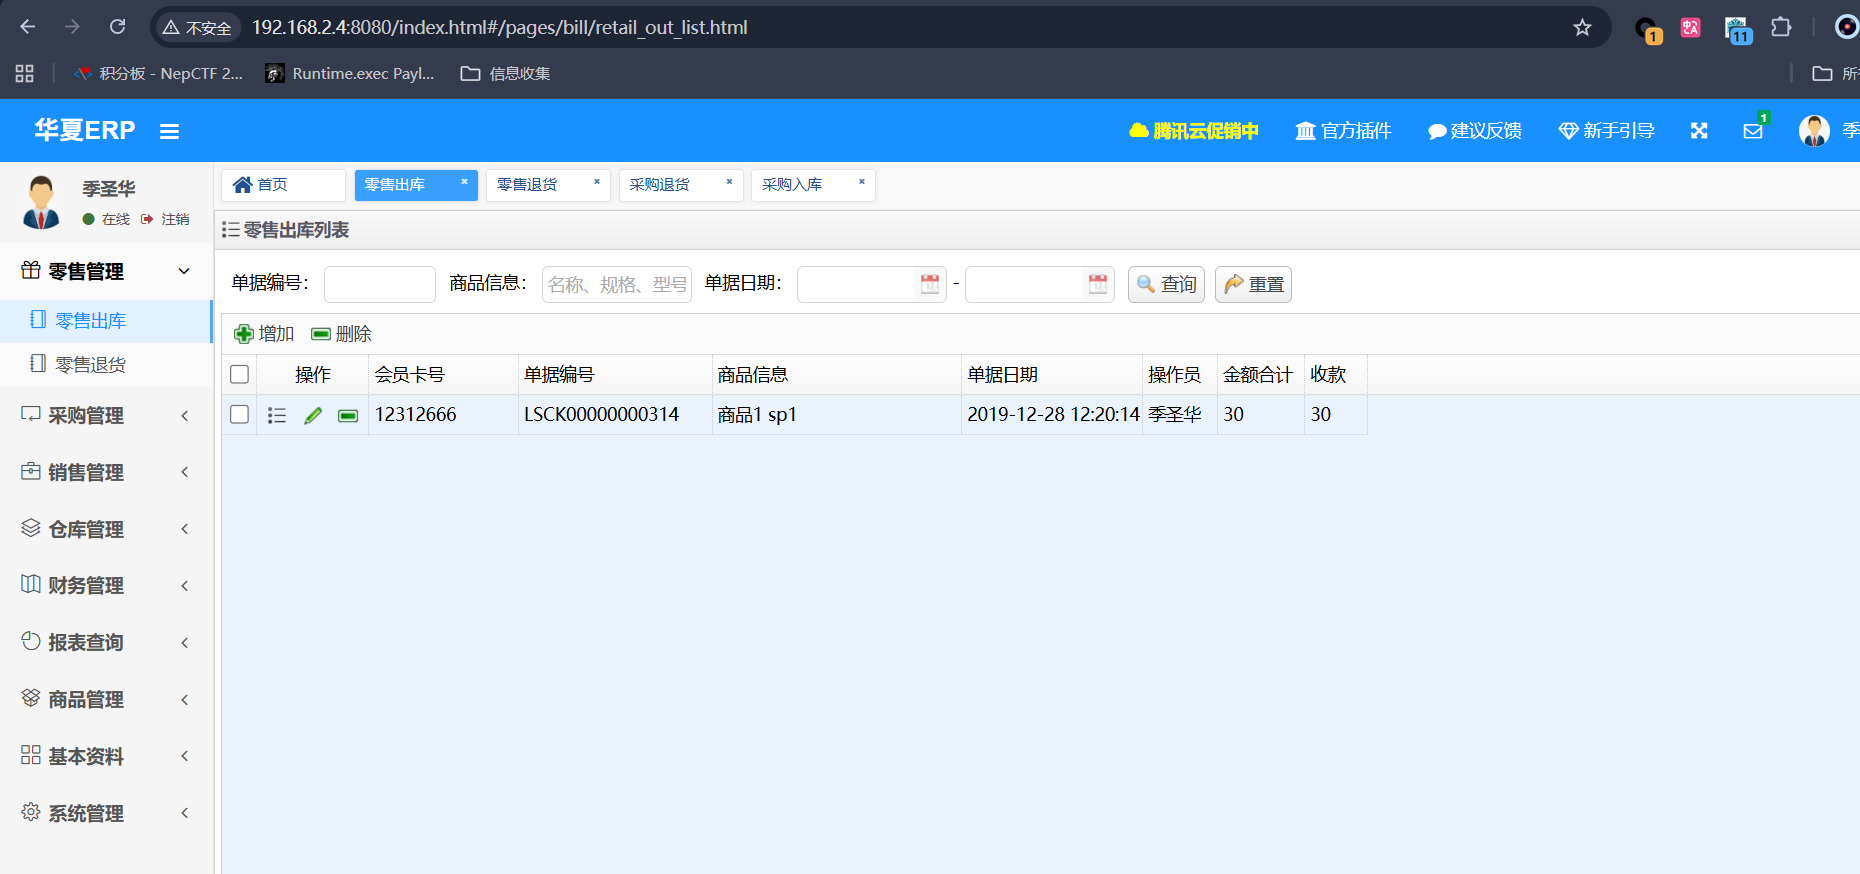 不安全 192.168.2.4:8080/index.html#/pages/bill/retail_out_list.html 1 11
积分板 - NepCTF 2... Runtime.exec Payl... 信息收集
华夏ERP 腾讯云促销中 官方插件 建议反馈 新手引导 1 季
季圣华
在线 注销
首页 零售出库 零售退货 采购退货 采购入库
零售出库列表
零售管理
零售出库
零售退货
采购管理
销售管理
仓库管理
财务管理
报表查询
商品管理
基本资料
系统管理
单据编号： 商品信息： 名称、规格、型号 单据日期： - 查询 重置
增加 删除
操作 会员卡号 单据编号 商品信息 单据日期 操作员 金额合计 收款
12312666 LSCK00000000314 商品1 sp1 2019-12-28 12:20:14 季圣华 30 30